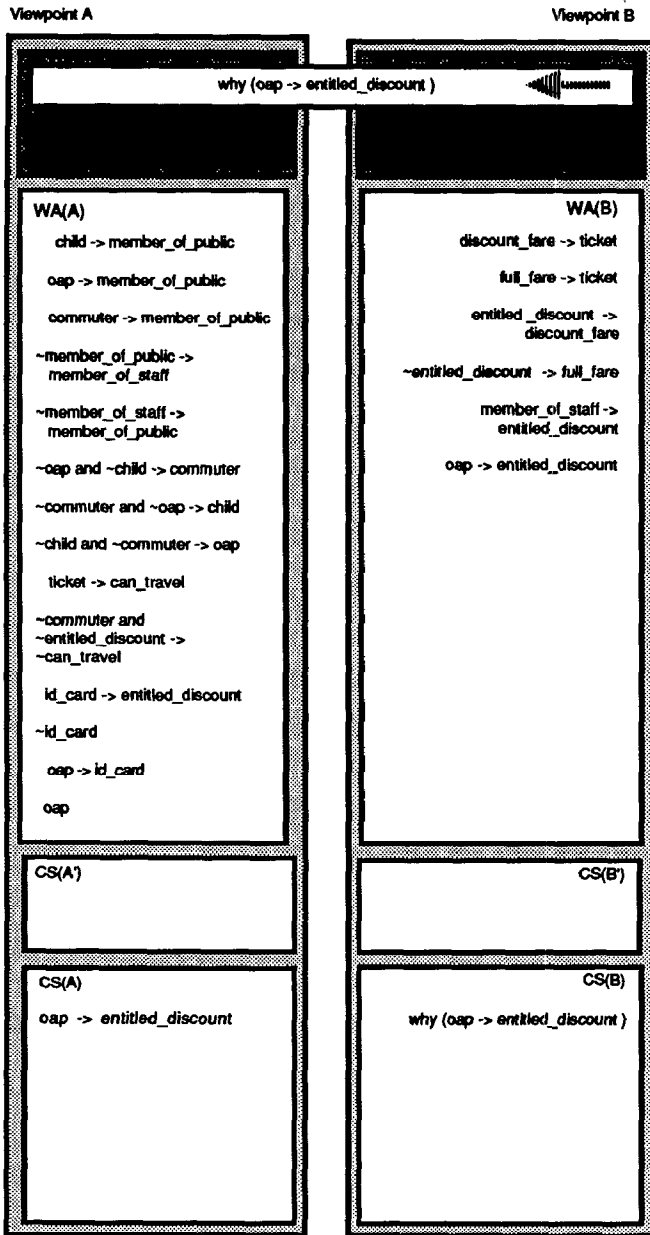 Viewpoint A
Viewpoint B
why (oap -> entitled_discount )
WA(A)
child -> member_of_public
oap -> member_of_public
commuter -> member_of_public
~member_of_public ->
member_of_staff
~member_of_staff ->
member_of_public
~oap and ~child -> commuter
~commuter and ~oap -> child
~child and ~commuter -> oap
ticket -> can_travel
~commuter and
~entitled_discount ->
~can_travel
id_card -> entitled_discount
~id_card
oap -> id_card
oap
WA(B)
discount_fare -> ticket
full_fare -> ticket
entitled _discount ->
discount_fare
~entitled_discount -> full_fare
member_of_staff ->
entitled_discount
oap -> entitled_discount
CS(A')
CS(B')
CS(A)
oap -> entitled_discount
CS(B)
why (oap -> entitled_discount )